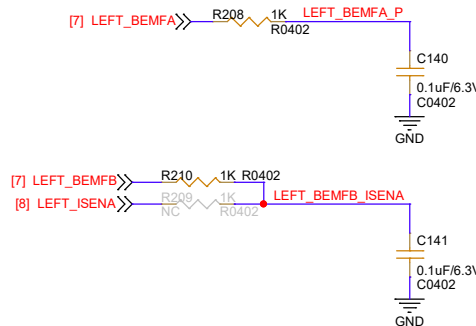 [7] LEFT_BEMFA
R208
1K
R0402
LEFT_BEMFA_P
C140
0.1uF/6.3V
C0402
GND
[7] LEFT_BEMFB
R210
1K
R0402
[8] LEFT_ISENA
R209
NC
1K
R0402
LEFT_BEMFB_ISENA
C141
0.1uF/6.3V
C0402
GND